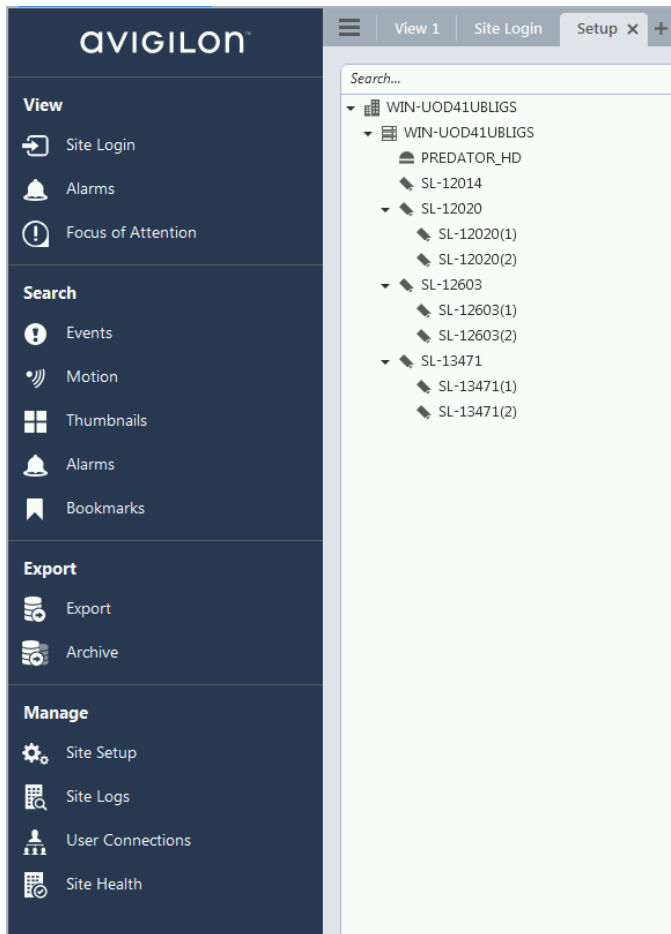 AVIGILON™
View
Site Login
Alarms
Focus of Attention
Search
Events
Motion
Thumbnails
Alarms
Bookmarks
Export
Export
Archive
Manage
Site Setup
Site Logs
User Connections
Site Health
View 1 Site Login Setup × +
Search...
WIN-UOD41UBLIGS
WIN-UOD41UBLIGS
PREDATOR_HD
SL-12014
SL-12020
SL-12020(1)
SL-12020(2)
SL-12603
SL-12603(1)
SL-12603(2)
SL-13471
SL-13471(1)
SL-13471(2)